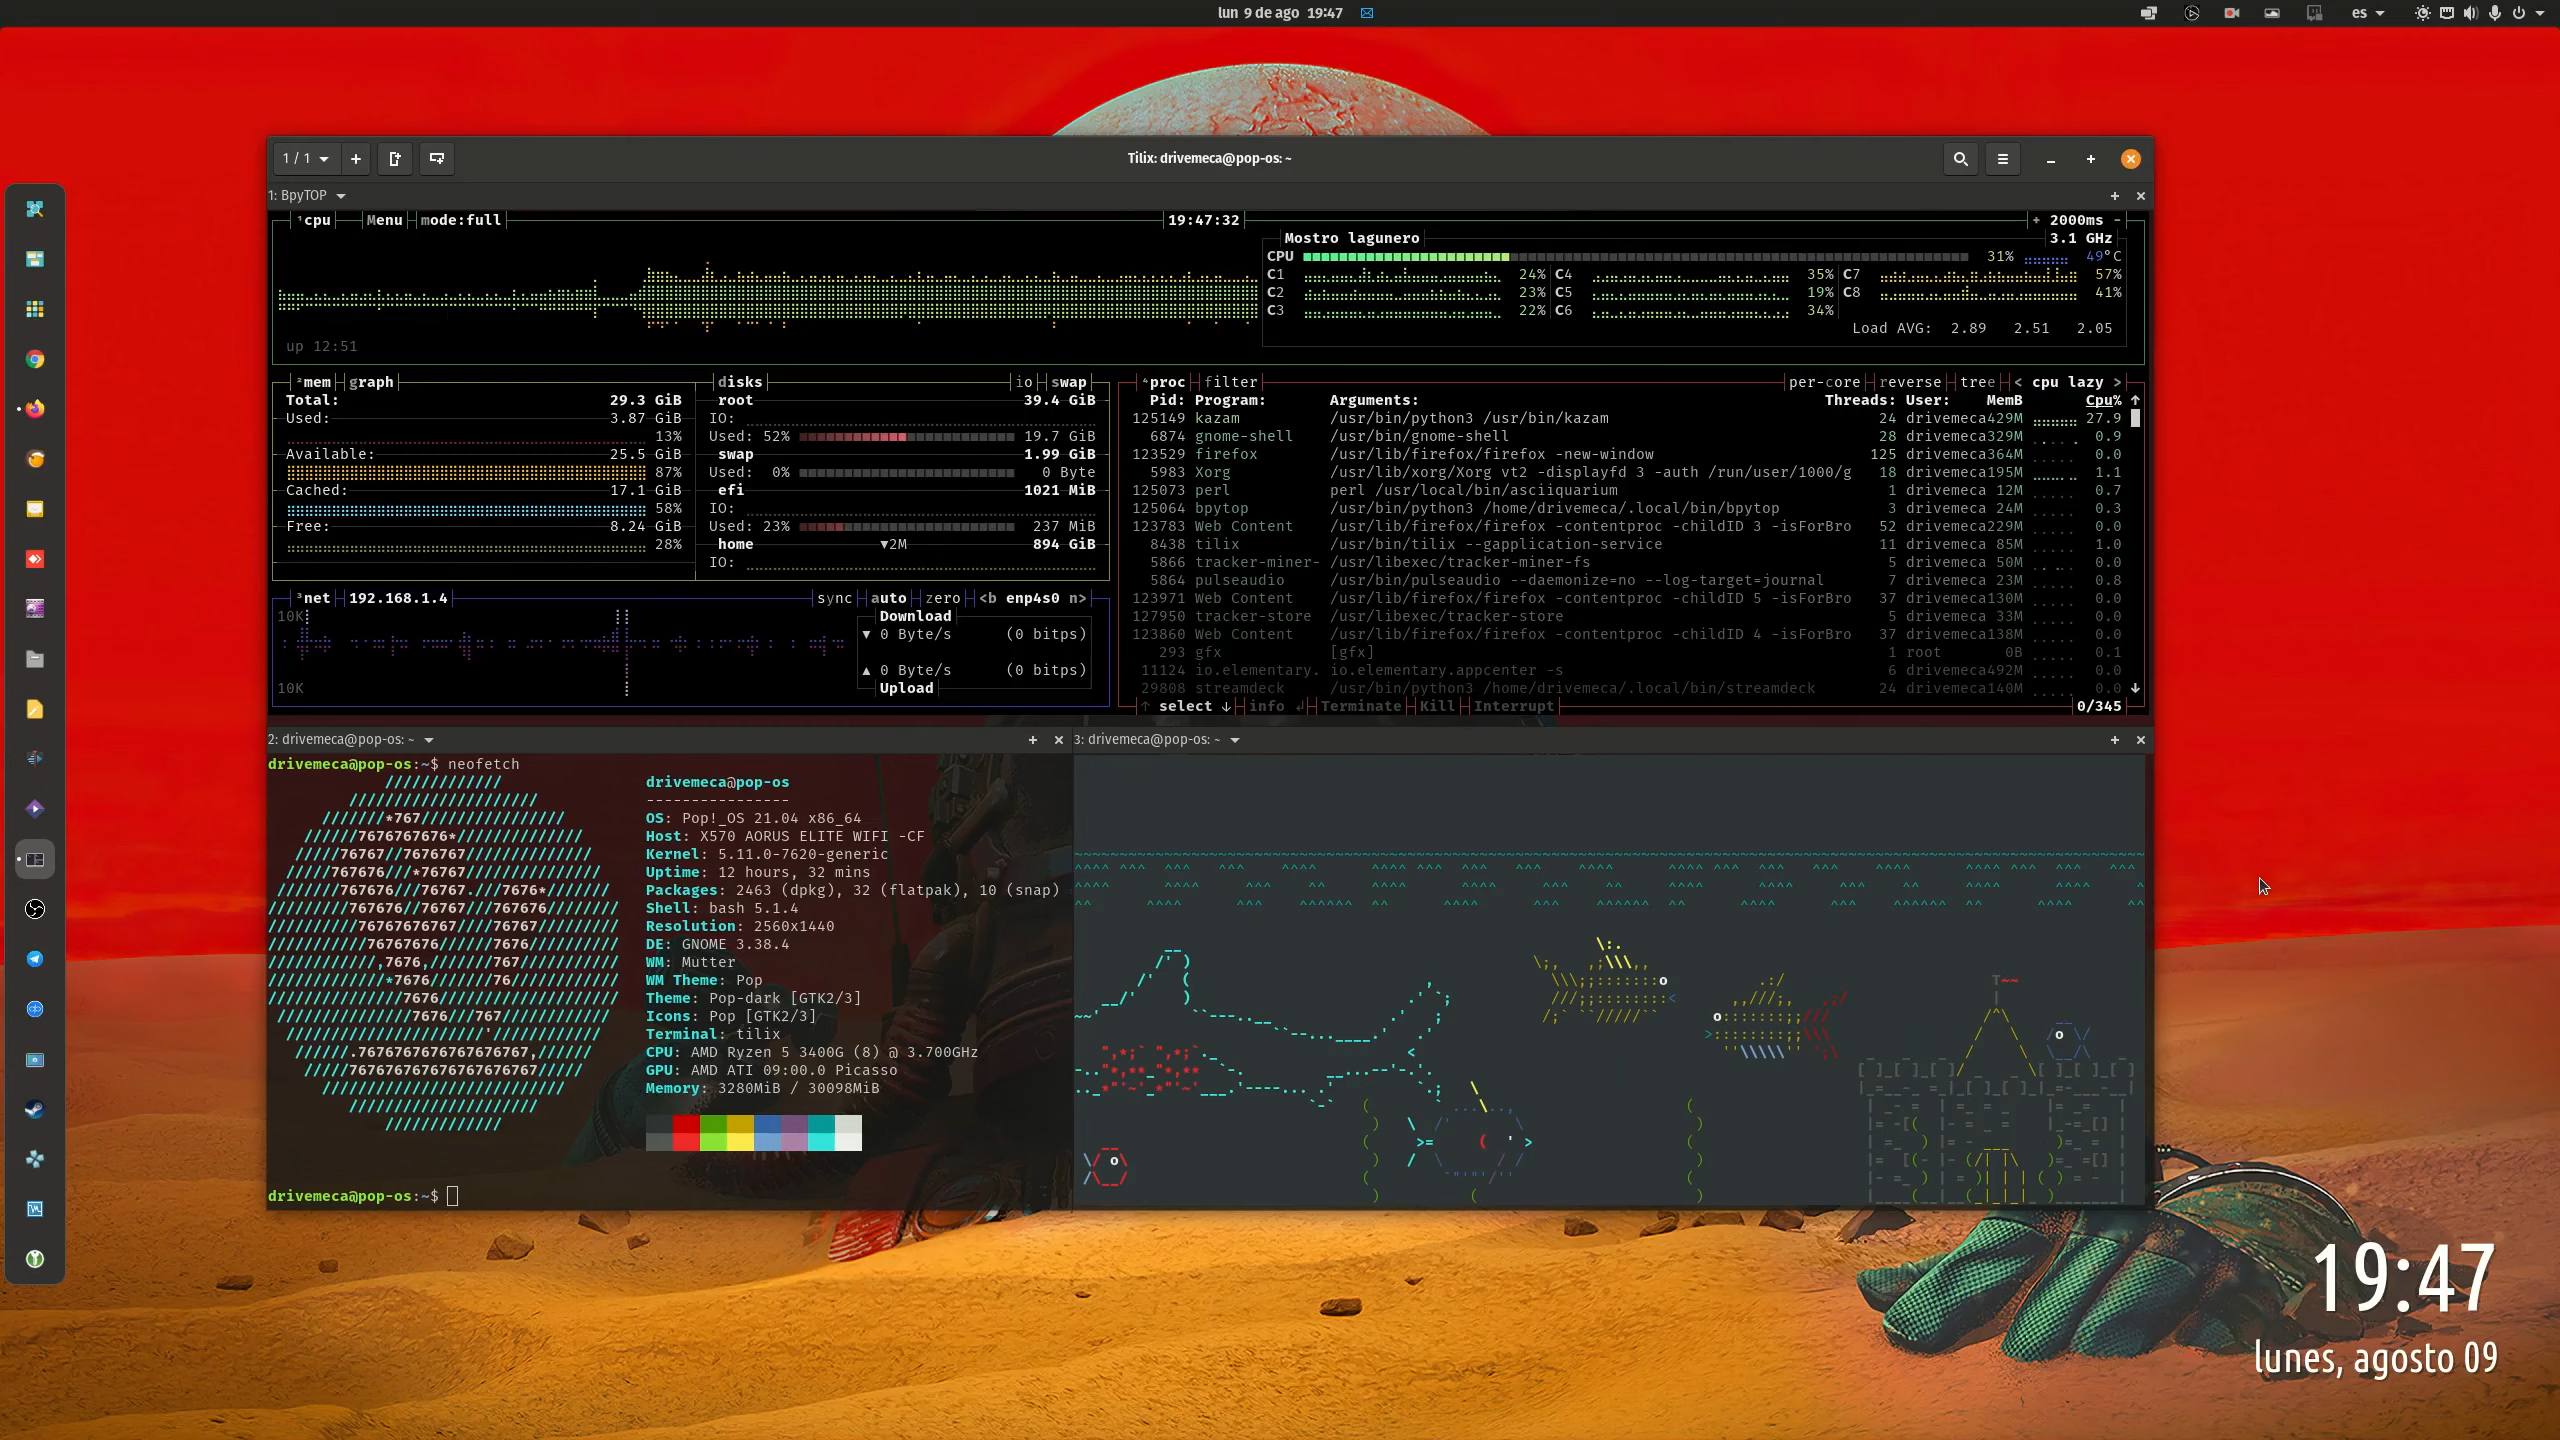 lun 9 de ago 19:47
es
1 / 1
Tilix: drivemeca@pop-os: ~
1: BpyTOP
¹cpu Menu mode:full 19:47:32 + 2000ms -
Mostro lagunero 3.1 GHz
CPU 31% 49°C
C1 24% C4 35% C7 57%
C2 23% C5 19% C8 41%
C3 22% C6 34%
Load AVG: 2.89 2.51 2.05
up 12:51
²mem graph
Total: 29.3 GiB
Used: 3.87 GiB
13%
Available: 25.5 GiB
87%
Cached: 17.1 GiB
58%
Free: 8.24 GiB
28%
disks io swap
root 39.4 GiB
IO:
Used: 52% 19.7 GiB
swap 1.99 GiB
Used: 0% 0 Byte
efi 1021 MiB
IO:
Used: 23% 237 MiB
home ▼2M 894 GiB
IO:
³net 192.168.1.4 sync auto zero <b enp4s0 n>
10K
Download
▼ 0 Byte/s (0 bitps)
▲ 0 Byte/s (0 bitps)
Upload
10K
⁴proc filter per-core reverse tree < cpu lazy >
Pid: Program: Arguments: Threads: User: MemB Cpu% ↑
125149 kazam /usr/bin/python3 /usr/bin/kazam 24 drivemeca429M 27.9
6874 gnome-shell /usr/bin/gnome-shell 28 drivemeca329M 0.9
123529 firefox /usr/lib/firefox/firefox -new-window 125 drivemeca364M 0.0
5983 Xorg /usr/lib/xorg/Xorg vt2 -displayfd 3 -auth /run/user/1000/g 18 drivemeca195M 1.1
125073 perl perl /usr/local/bin/asciiquarium 1 drivemeca 12M 0.7
125064 bpytop /usr/bin/python3 /home/drivemeca/.local/bin/bpytop 3 drivemeca 24M 0.3
123783 Web Content /usr/lib/firefox/firefox -contentproc -childID 3 -isForBro 52 drivemeca229M 0.0
8438 tilix /usr/bin/tilix --gapplication-service 11 drivemeca 85M 1.0
5866 tracker-miner- /usr/libexec/tracker-miner-fs 5 drivemeca 50M 0.0
5864 pulseaudio /usr/bin/pulseaudio --daemonize=no --log-target=journal 7 drivemeca 23M 0.8
123971 Web Content /usr/lib/firefox/firefox -contentproc -childID 5 -isForBro 37 drivemeca130M 0.0
127950 tracker-store /usr/libexec/tracker-store 5 drivemeca 33M 0.0
123860 Web Content /usr/lib/firefox/firefox -contentproc -childID 4 -isForBro 37 drivemeca138M 0.0
293 gfx [gfx] 1 root 0B 0.1
11124 io.elementary. io.elementary.appcenter -s 6 drivemeca492M 0.0
29808 streamdeck /usr/bin/python3 /home/drivemeca/.local/bin/streamdeck 24 drivemeca140M 0.0 ↓
↑ select ↓ info ↲ Terminate Kill Interrupt 0/345
2: drivemeca@pop-os: ~
drivemeca@pop-os:~$ neofetch
drivemeca@pop-os
----------------
OS: Pop!_OS 21.04 x86_64
Host: X570 AORUS ELITE WIFI -CF
Kernel: 5.11.0-7620-generic
Uptime: 12 hours, 32 mins
Packages: 2463 (dpkg), 32 (flatpak), 10 (snap)
Shell: bash 5.1.4
Resolution: 2560x1440
DE: GNOME 3.38.4
WM: Mutter
WM Theme: Pop
Theme: Pop-dark [GTK2/3]
Icons: Pop [GTK2/3]
Terminal: tilix
CPU: AMD Ryzen 5 3400G (8) @ 3.700GHz
GPU: AMD ATI 09:00.0 Picasso
Memory: 3280MiB / 30098MiB
drivemeca@pop-os:~$
3: drivemeca@pop-os: ~
19:47
lunes, agosto 09